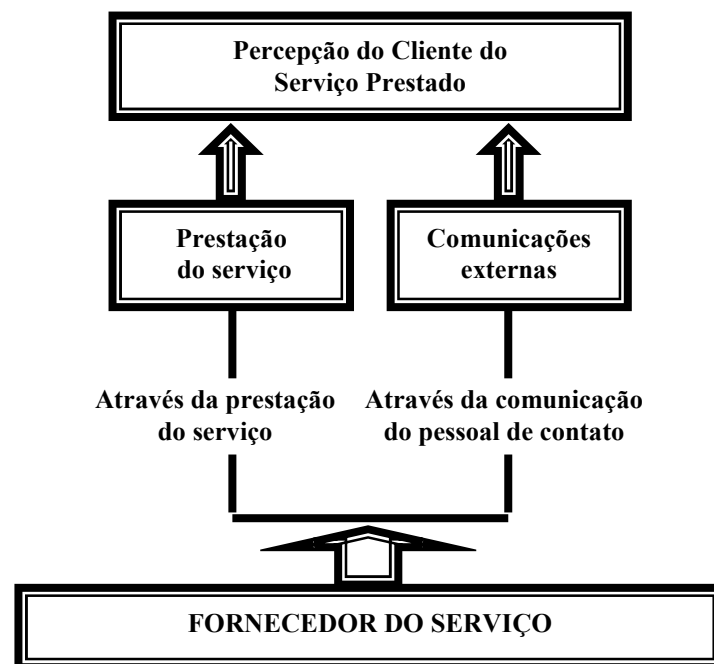 Percepção do Cliente do
Serviço Prestado
Prestação
do serviço
Comunicações
externas
Através da prestação
do serviço
Através da comunicação
do pessoal de contato
FORNECEDOR DO SERVIÇO